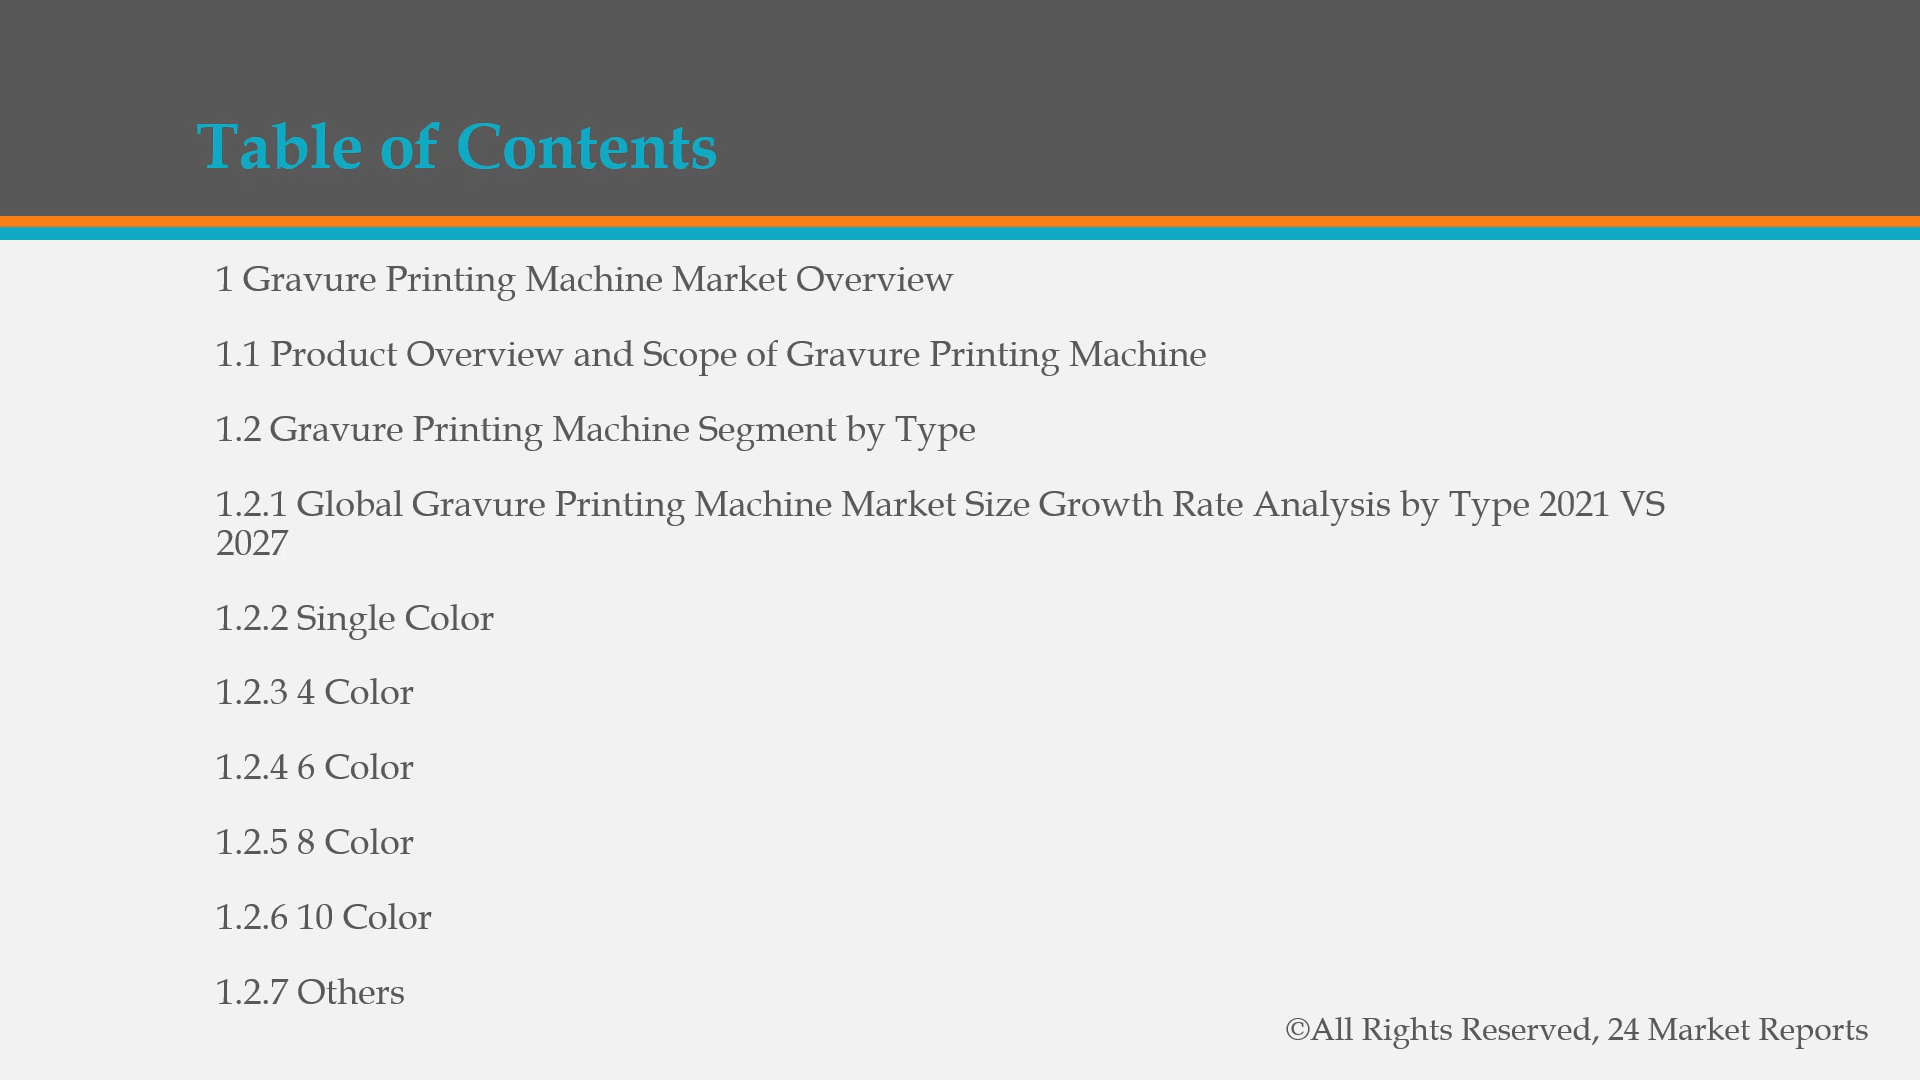 Table of Contents
1 Gravure Printing Machine Market Overview
1.1 Product Overview and Scope of Gravure Printing Machine
1.2 Gravure Printing Machine Segment by Type
1.2.1 Global Gravure Printing Machine Market Size Growth Rate Analysis by Type 2021 VS
2027
1.2.2 Single Color
1.2.3 4 Color
1.2.4 6 Color
1.2.5 8 Color
1.2.6 10 Color
1.2.7 Others
©All Rights Reserved, 24 Market Reports